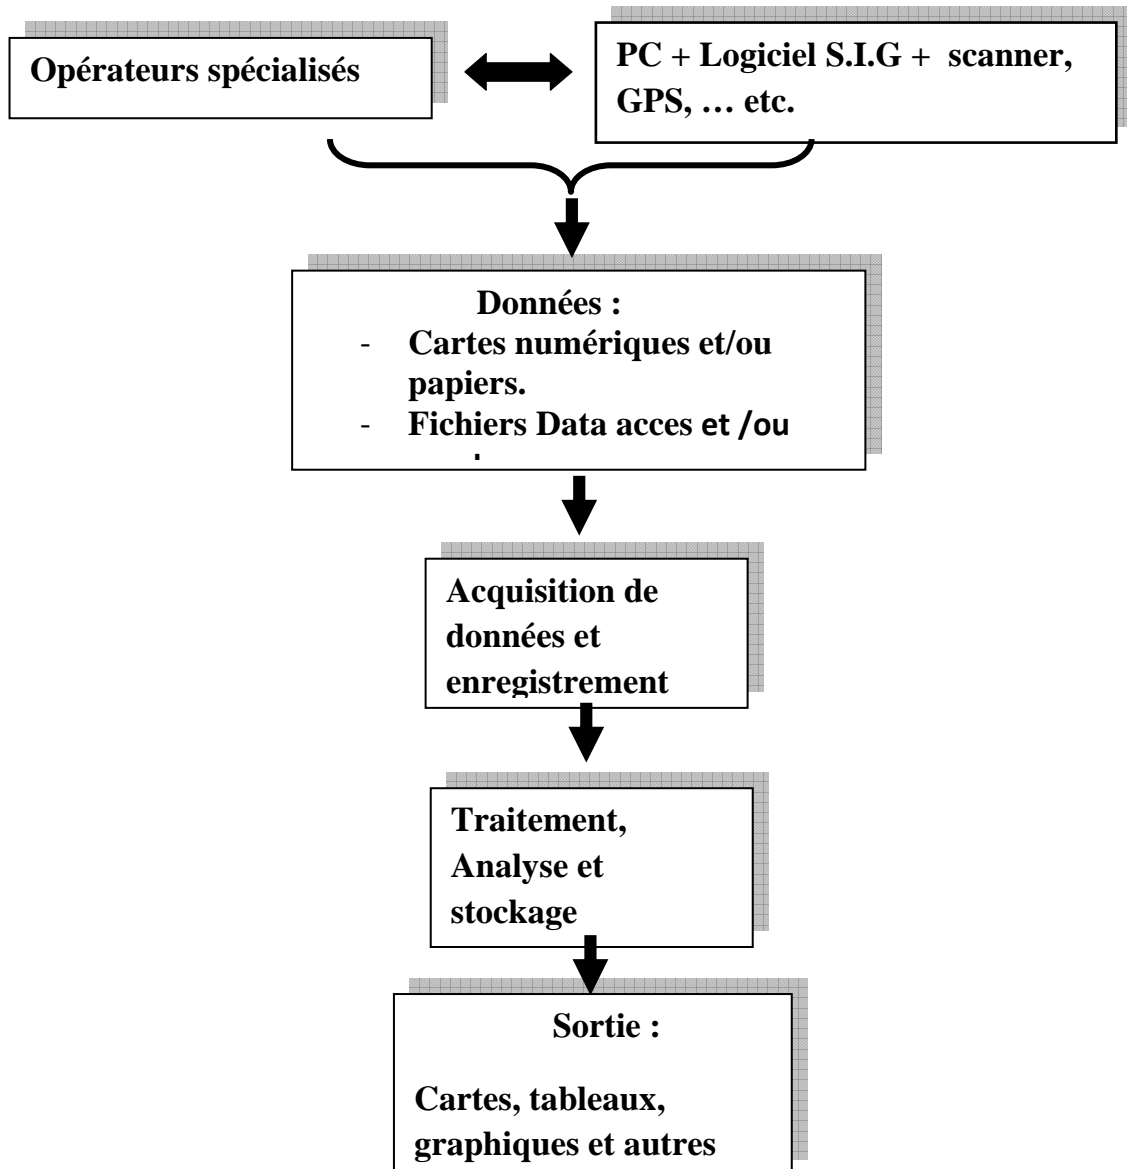 Opérateurs spécialisés
PC + Logiciel S.I.G + scanner,
GPS, … etc.
Données :
- Cartes numériques et/ou
papiers.
- Fichiers Data acces et /ou
Acquisition de
données et
enregistrement
Traitement,
Analyse et
stockage
Sortie :
Cartes, tableaux,
graphiques et autres